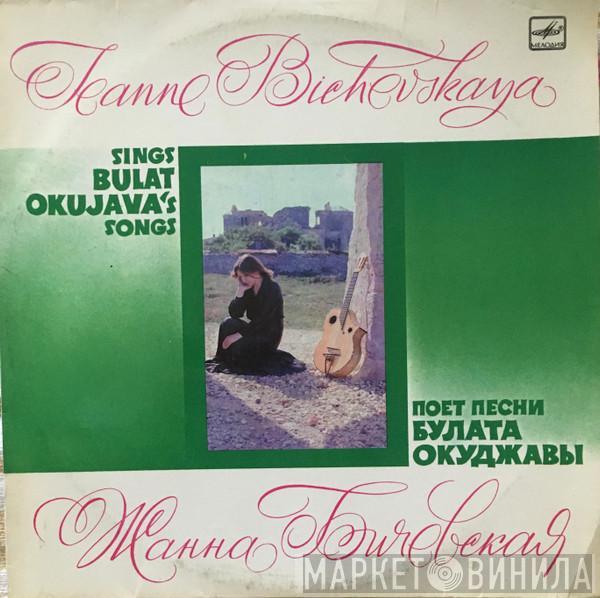 МЕЛОДИЯ
Jeanne Bichevskaya
SINGS
BULAT
OKUJAVA's
SONGS
ПОЕТ ПЕСНИ
БУЛАТА
ОКУДЖАВЫ
Жанна Бичевская
МАРКЕТ ВИНИЛА